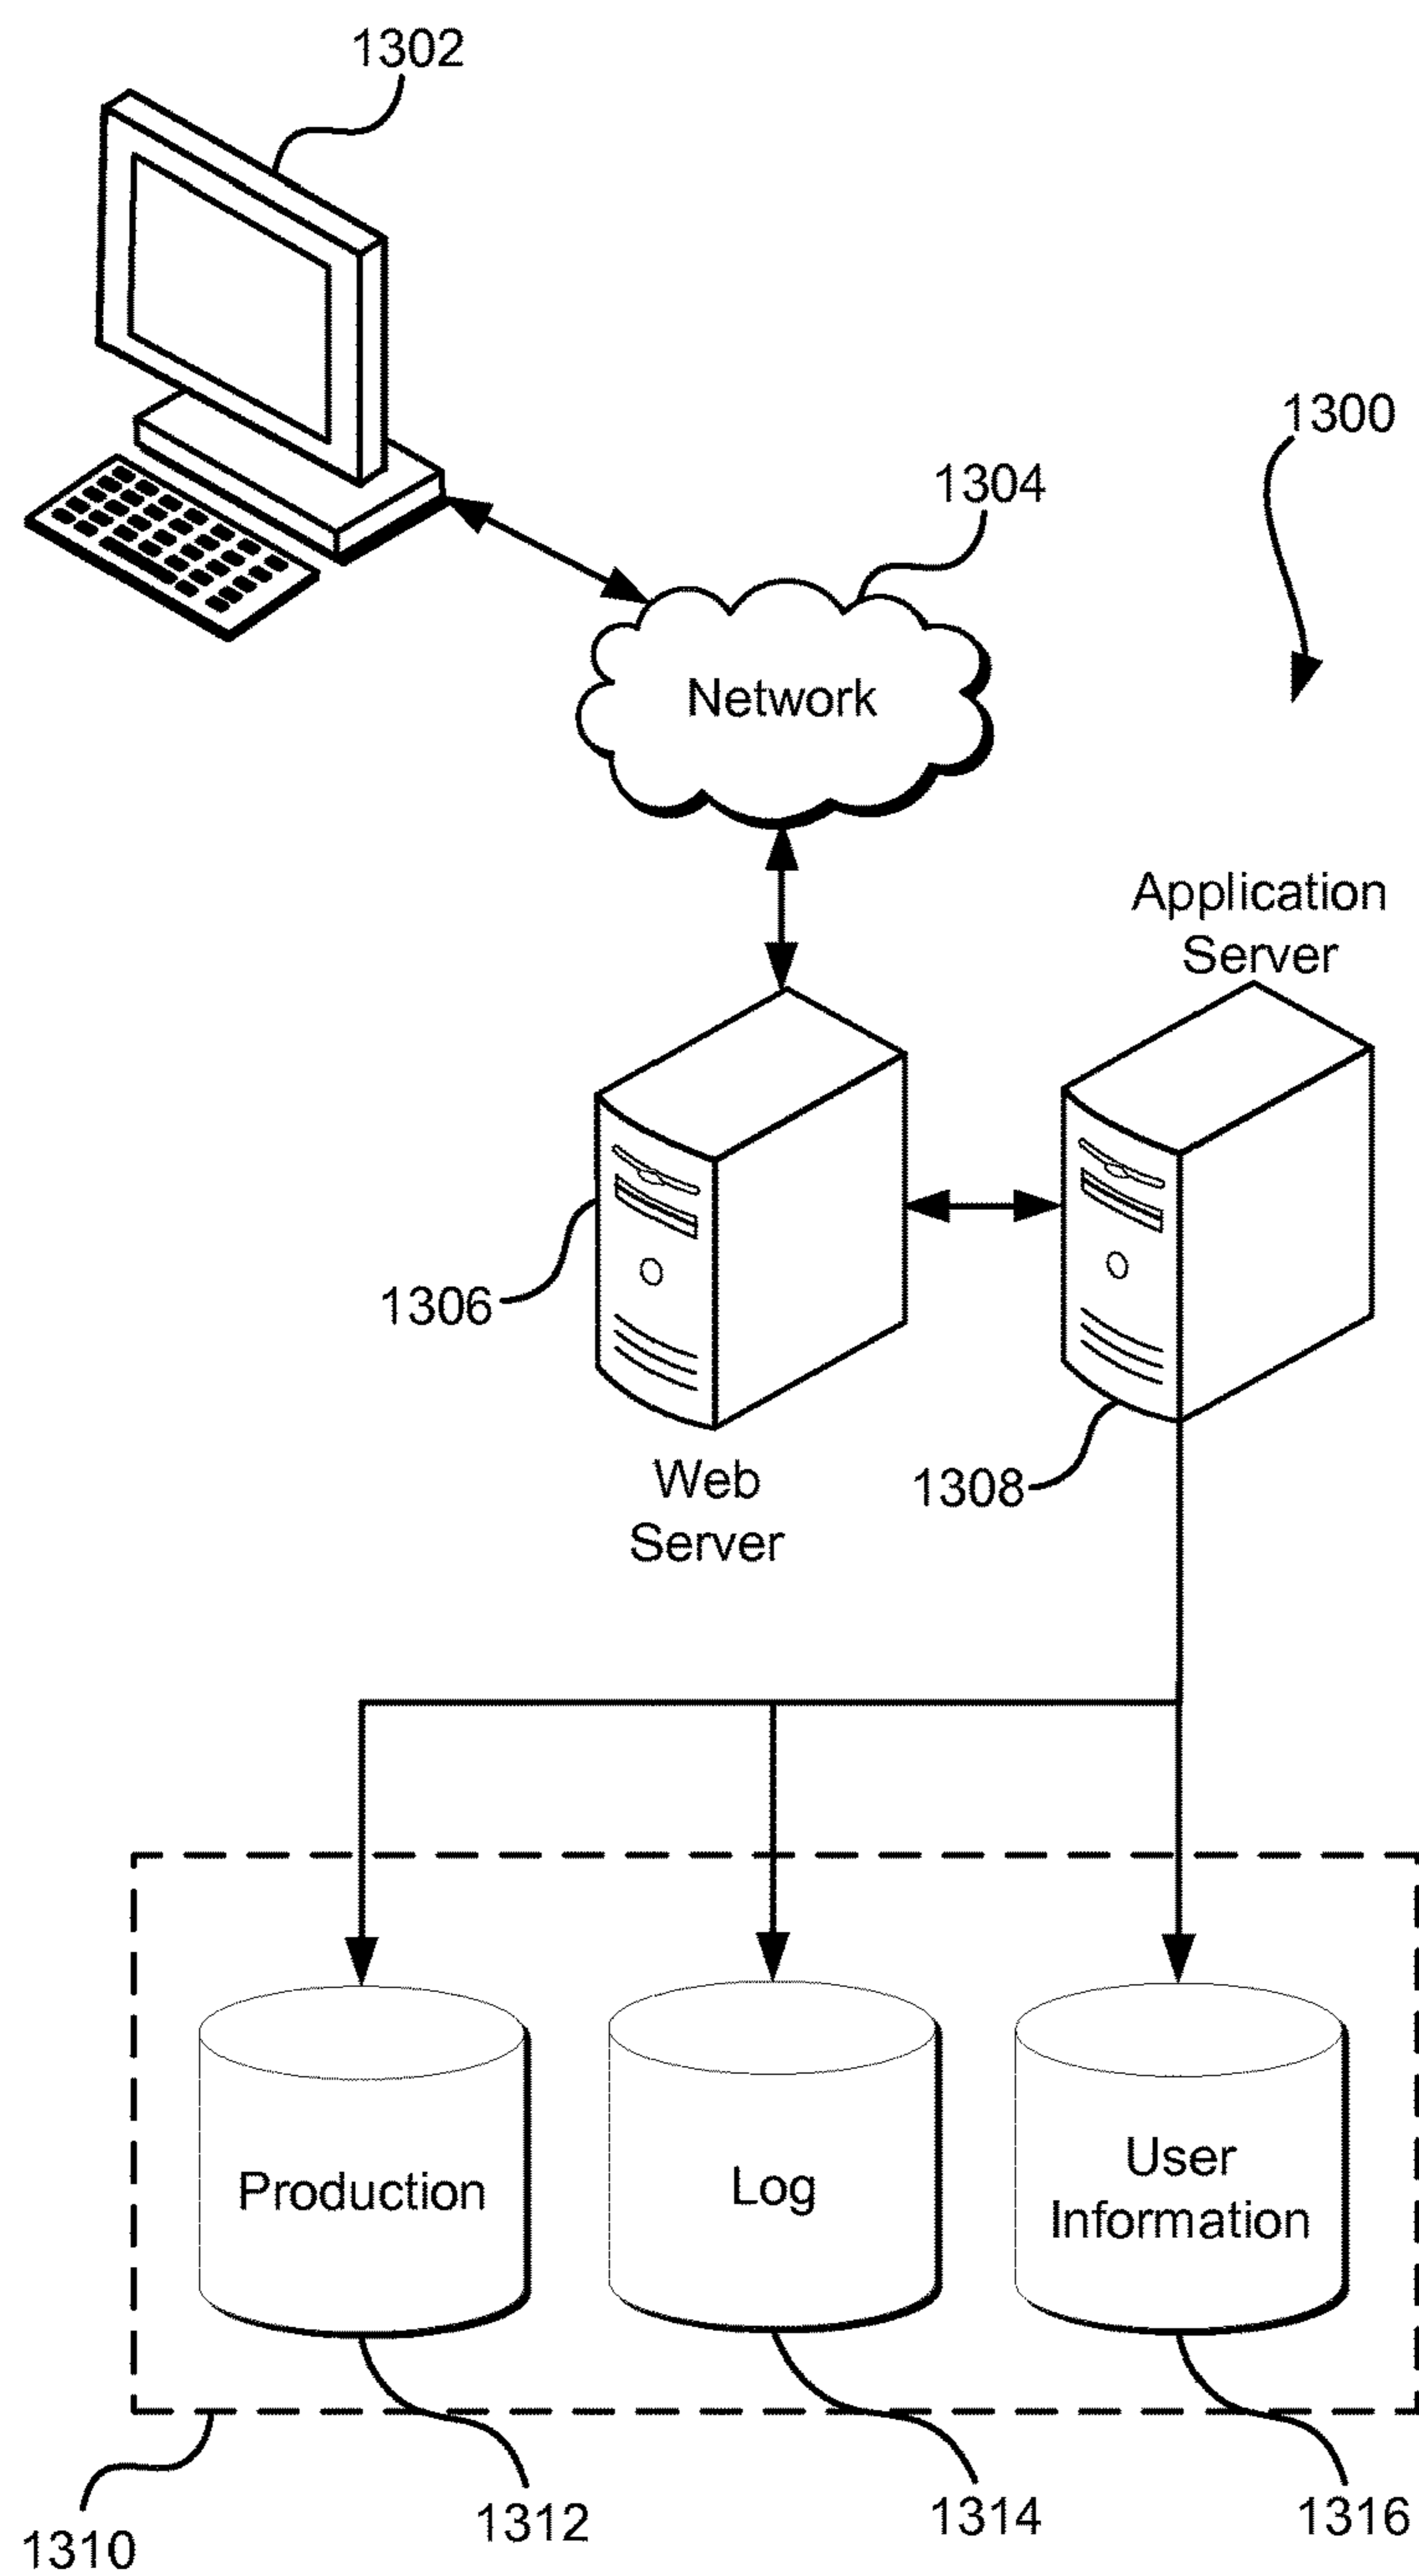 1302
1300
1304
Network
Application
Server
1306
Web
Server
1308
Production
Log
User
Information
1310
1312
1314
1316